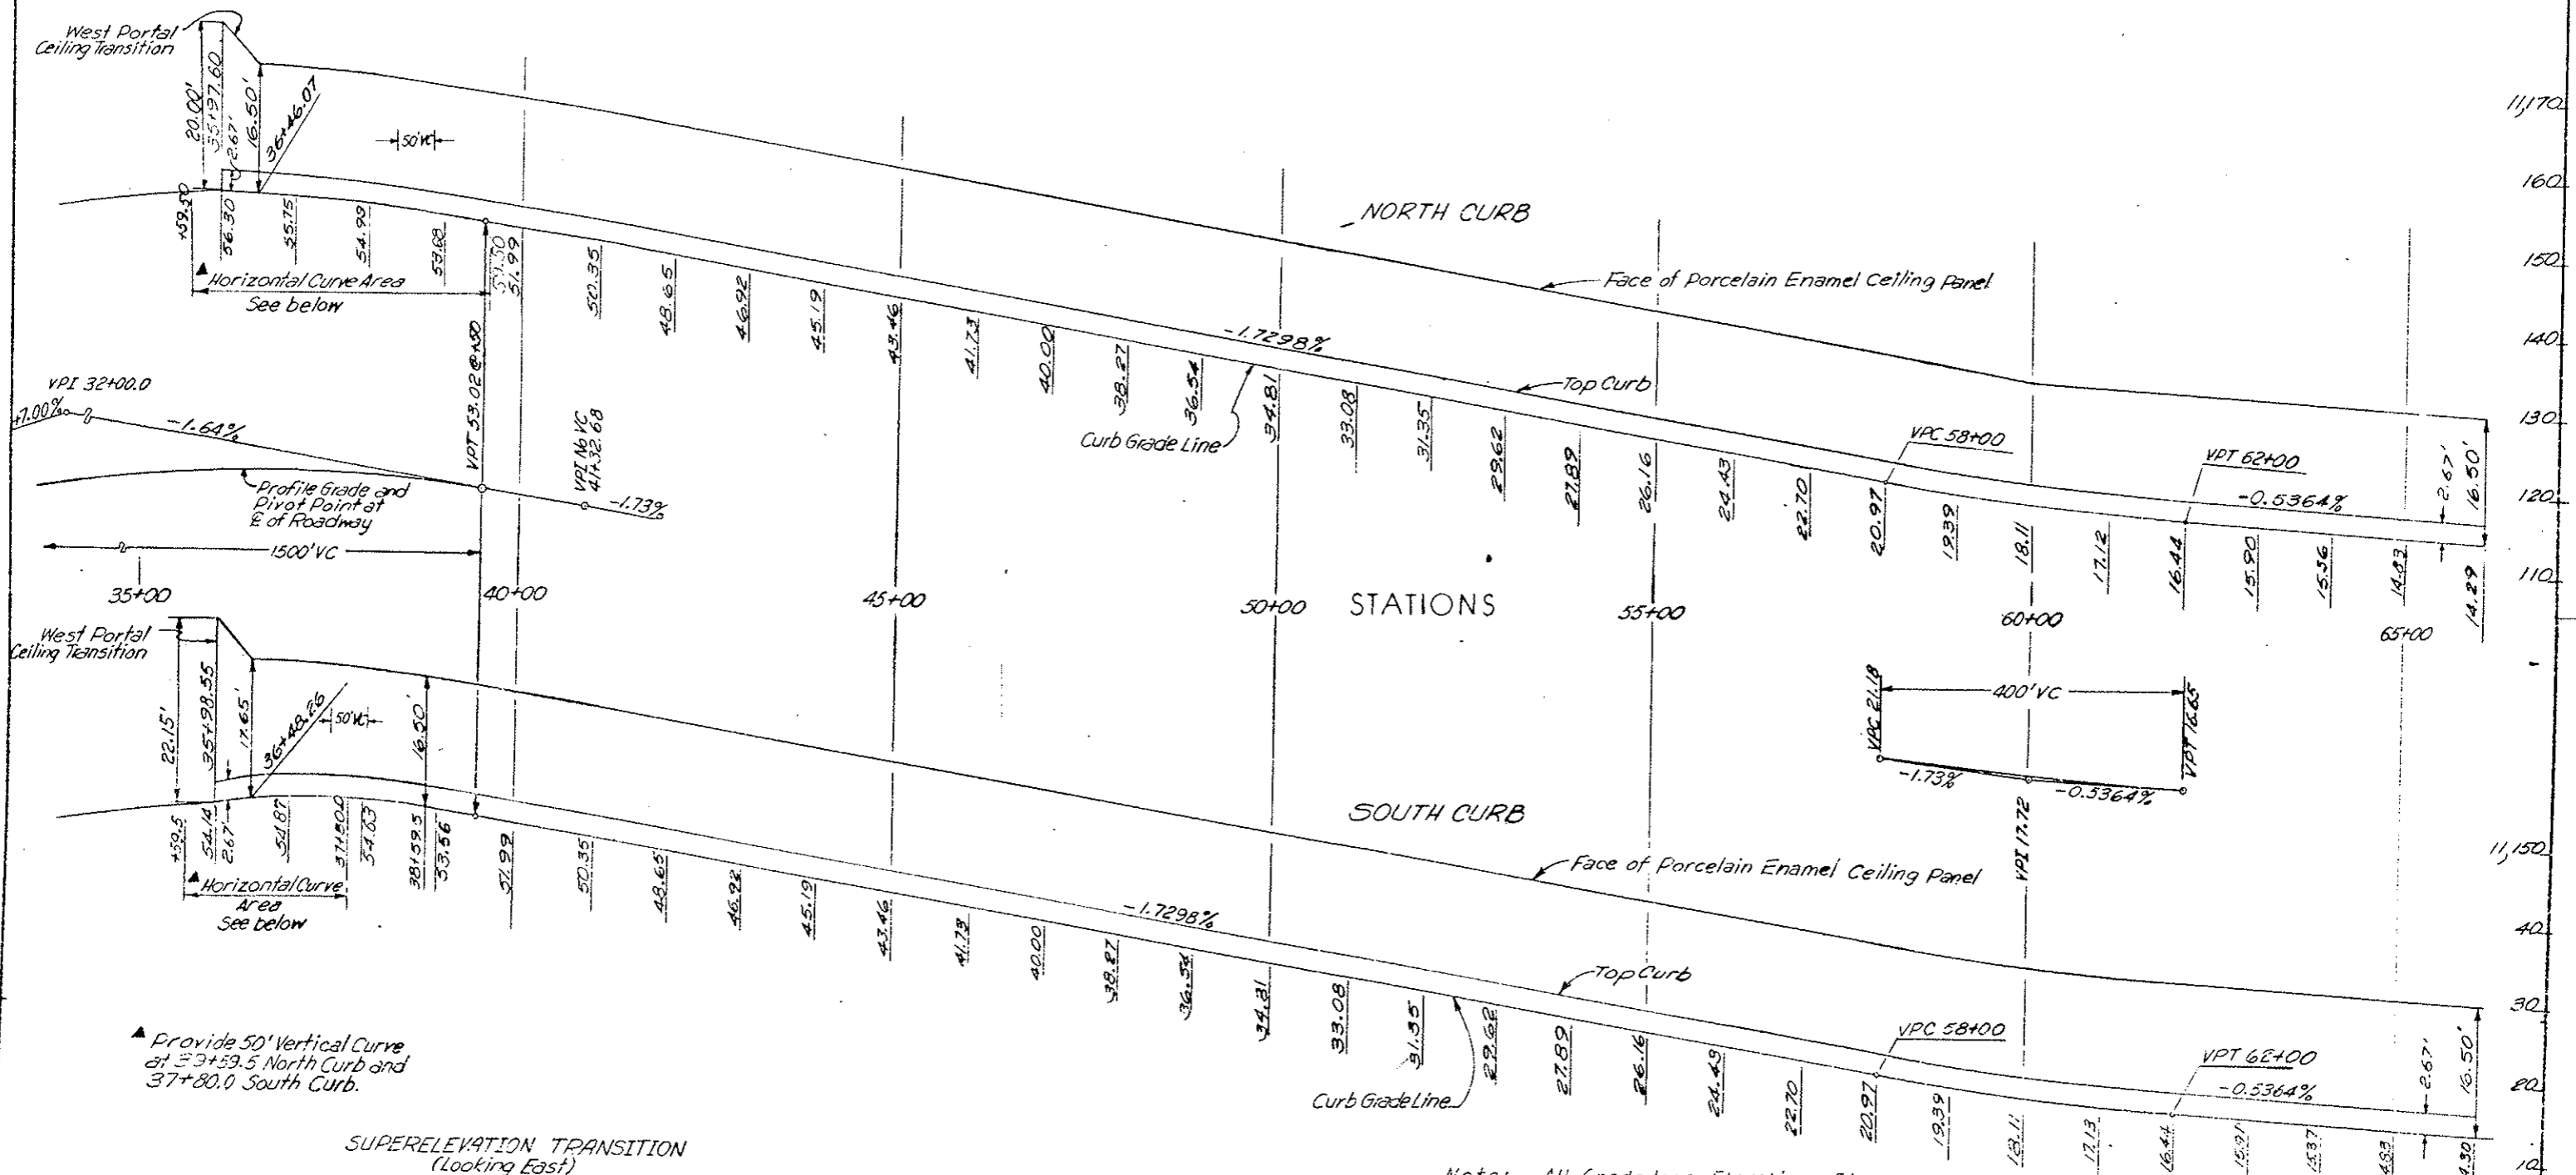 West Portal
Ceiling Transition
20.00'
35+97.60
2.67'
16.50'
36+46.07
50'VC
11,170
160
150
140
130
120
110
NORTH CURB
Face of Porcelain Enamel Ceiling Panel
+59.50
56.30
55.75
54.99
53.68
51.99
50.35
48.65
46.92
45.19
43.46
41.73
40.00
38.27
36.54
34.81
33.08
31.35
29.62
27.89
26.16
24.43
22.70
20.97
19.39
18.11
17.12
16.44
15.90
15.36
14.83
14.29
▲ Horizontal Curve Area
See below
-1.7298%
Top Curb
Curb Grade Line
VPC 58+00
VPT 62+00
-0.5364%
2.67'
16.50'
VPI 32+00.0
+7.00%
-1.64%
VPT 53.02@+50
VPI No VC
41+32.68
-1.73%
Profile Grade and
Pivot Point at
℄ of Roadway
1500'VC
35+00
40+00
45+00
50+00
STATIONS
55+00
60+00
65+00
West Portal
Ceiling Transition
22.15'
35+98.55
17.65'
36+48.26
50'VC
16.50'
400'VC
VPC 21.18
-1.73%
VPI 17.72
-0.5364%
VPT 16.65
SOUTH CURB
Face of Porcelain Enamel Ceiling Panel
11,150
40
30
20
10
+59.5
54.14
2.67'
54.87
37+80.0
54.63
38+59.5
53.56
51.99
50.35
48.65
46.92
45.19
43.46
41.73
40.00
38.27
36.54
34.81
33.08
31.35
29.62
27.89
26.16
24.43
22.70
20.97
19.39
18.11
17.13
16.44
15.91
15.37
▲ Horizontal Curve
Area
See below
-1.7298%
Top Curb
Curb Grade Line
VPC 58+00
VPT 62+00
-0.5364%
2.67'
16.50'
▲ Provide 50' Vertical Curve
at 39+59.5 North Curb and
37+80.0 South Curb.
SUPERELEVATION TRANSITION
(Looking East)
Note: All Grade